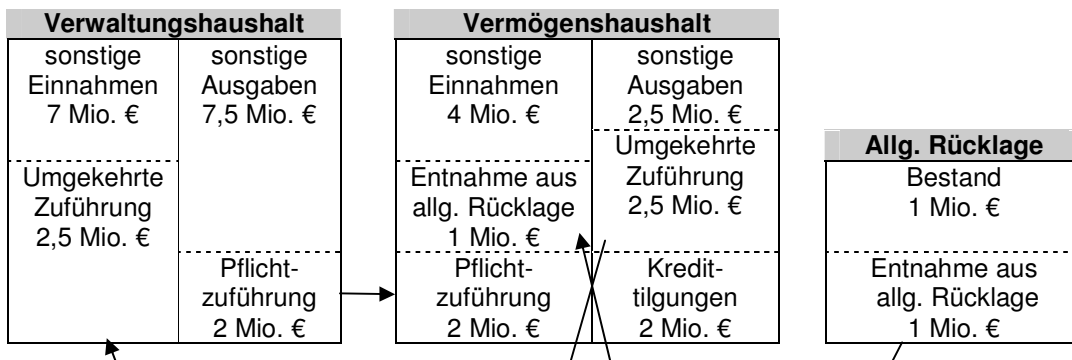 Verwaltungshaushalt
sonstige
Einnahmen
7 Mio. €
Umgekehrte
Zuführung
2,5 Mio. €
sonstige
Ausgaben
7,5 Mio. €
Pflicht-
zuführung
2 Mio. €
Vermögenshaushalt
sonstige
Einnahmen
4 Mio. €
Entnahme aus
allg. Rücklage
1 Mio. €
Pflicht-
zuführung
2 Mio. €
sonstige
Ausgaben
2,5 Mio. €
Umgekehrte
Zuführung
2,5 Mio. €
Kredit-
tilgungen
2 Mio. €
Allg. Rücklage
Bestand
1 Mio. €
Entnahme aus
allg. Rücklage
1 Mio. €